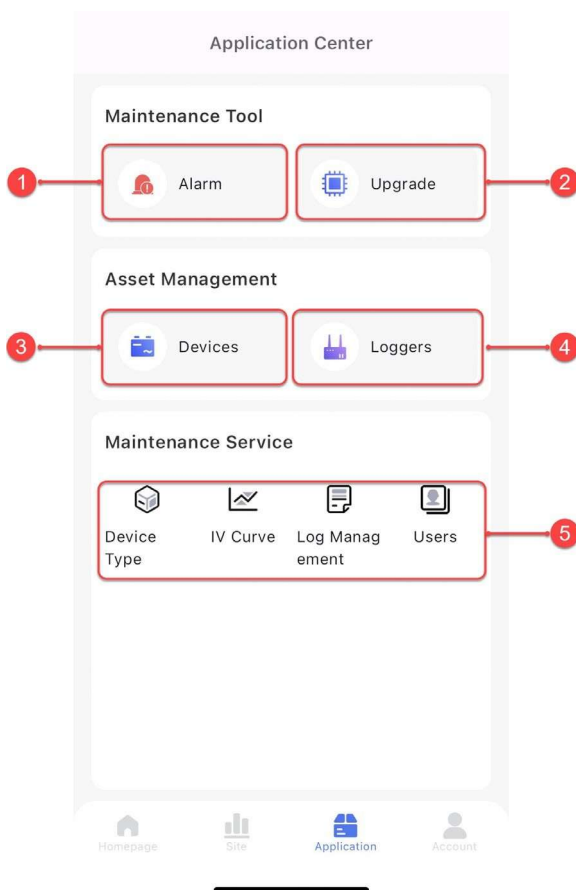 Application Center
Maintenance Tool
1
Alarm
Upgrade
2
Asset Management
3
Devices
Loggers
4
Maintenance Service
Device
Type
IV Curve
Log Manag
ement
Users
5
Homepage
Site
Application
Account